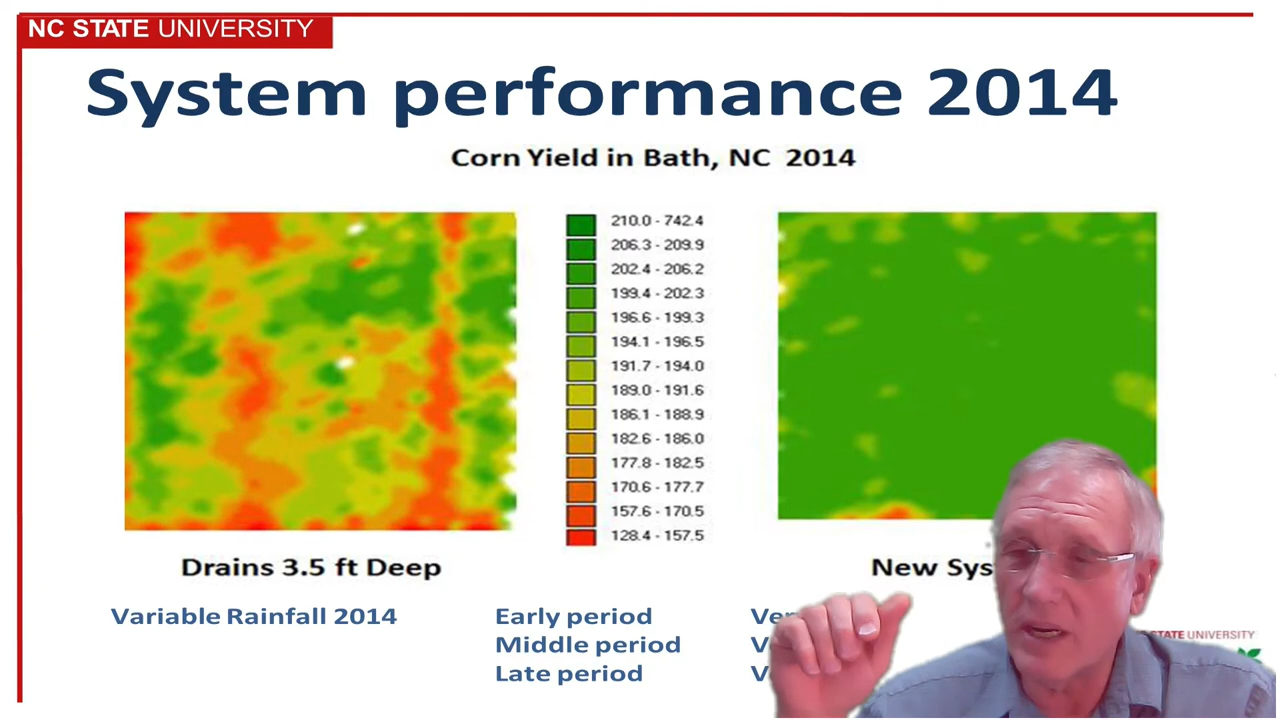 NC STATE UNIVERSITY
System performance 2014
Corn Yield in Bath, NC 2014
210.0 - 742.4
206.3 - 209.9
202.4 - 206.2
199.4 - 202.3
196.6 - 199.3
194.1 - 196.5
191.7 - 194.0
189.0 - 191.6
186.1 - 188.9
182.6 - 186.0
177.8 - 182.5
170.6 - 177.7
157.6 - 170.5
128.4 - 157.5
Drains 3.5 ft Deep
New Sys
Variable Rainfall 2014
Early period
Middle period
Late period
STATE UNIVERSITY